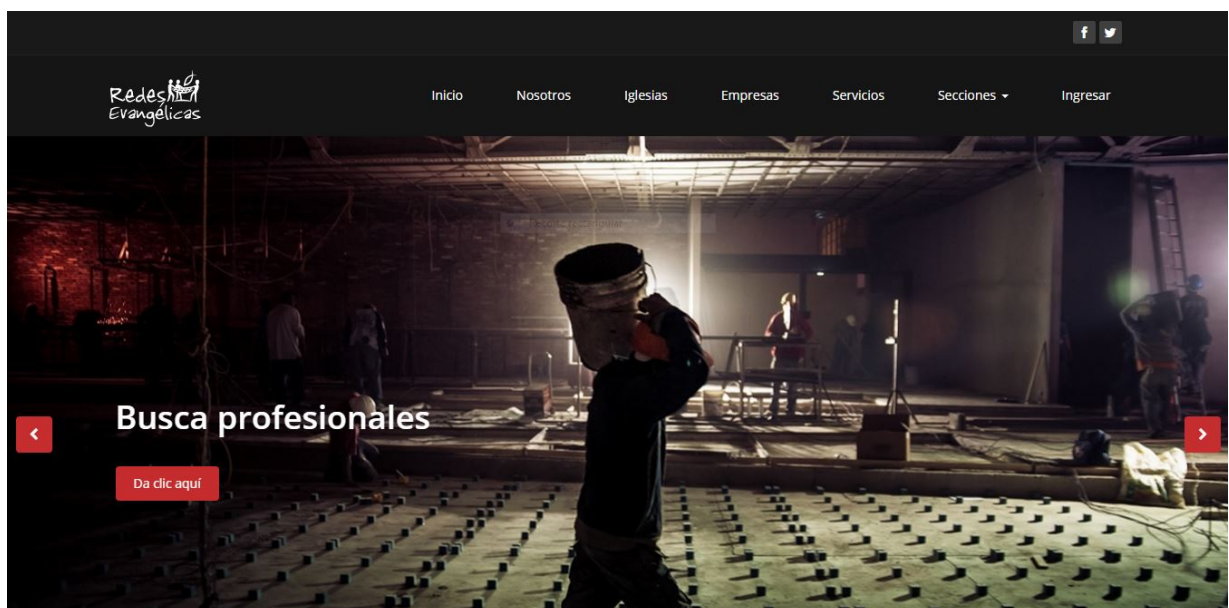 Redes
Evangélicas
Inicio Nosotros Iglesias Empresas Servicios Secciones Ingresar
Busca profesionales
Da clic aquí